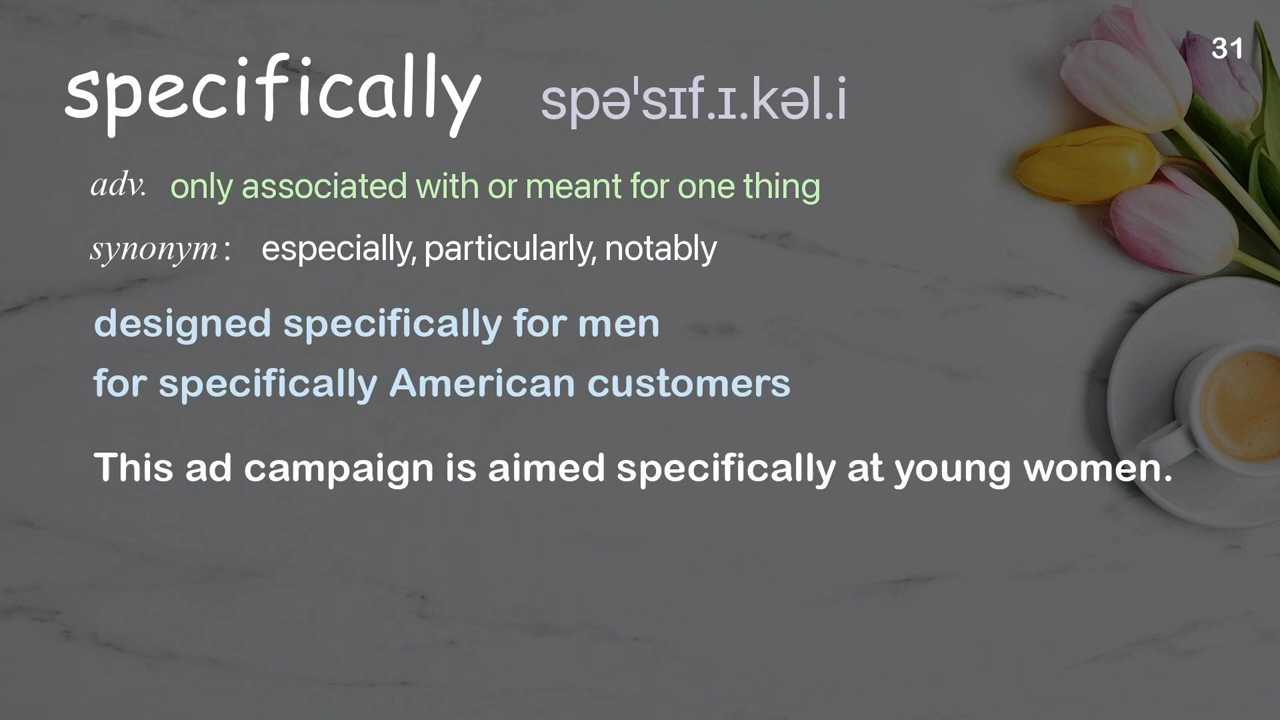 31
specifically spəˈsɪf.ɪ.kəl.i
adv. only associated with or meant for one thing
synonym: especially, particularly, notably
designed specifically for men
for specifically American customers
This ad campaign is aimed specifically at young women.